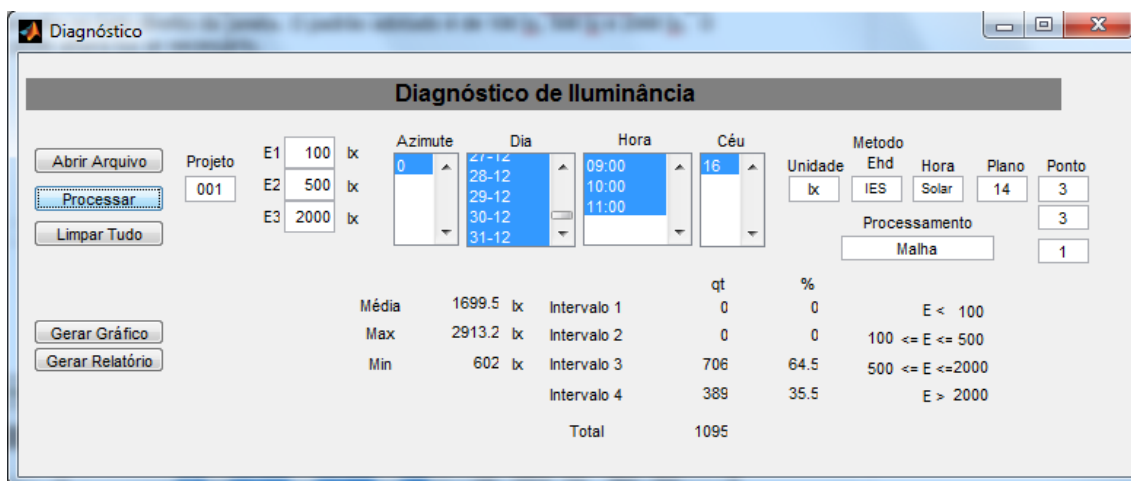 Diagnóstico
Diagnóstico de Iluminância
Abrir Arquivo
Processar
Limpar Tudo
Projeto
001
E1 100 lx
E2 500 lx
E3 2000 lx
Azimute
0
Dia
27-12
28-12
29-12
30-12
31-12
Hora
09:00
10:00
11:00
Céu
16
Unidade
lx
Metodo
Ehd
IES
Hora
Solar
Plano
14
Ponto
3
3
1
Processamento
Malha
Gerar Gráfico
Gerar Relatório
qt %
Média 1699.5 lx Intervalo 1 0 0 E < 100
Max 2913.2 lx Intervalo 2 0 0 100 <= E <= 500
Min 602 lx Intervalo 3 706 64.5 500 <= E <=2000
Intervalo 4 389 35.5 E > 2000
Total 1095